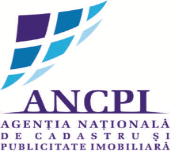 ANCPI
AGENȚIA NAȚIONALĂ
DE CADASTRU ȘI
PUBLICITATE IMOBILIARĂ